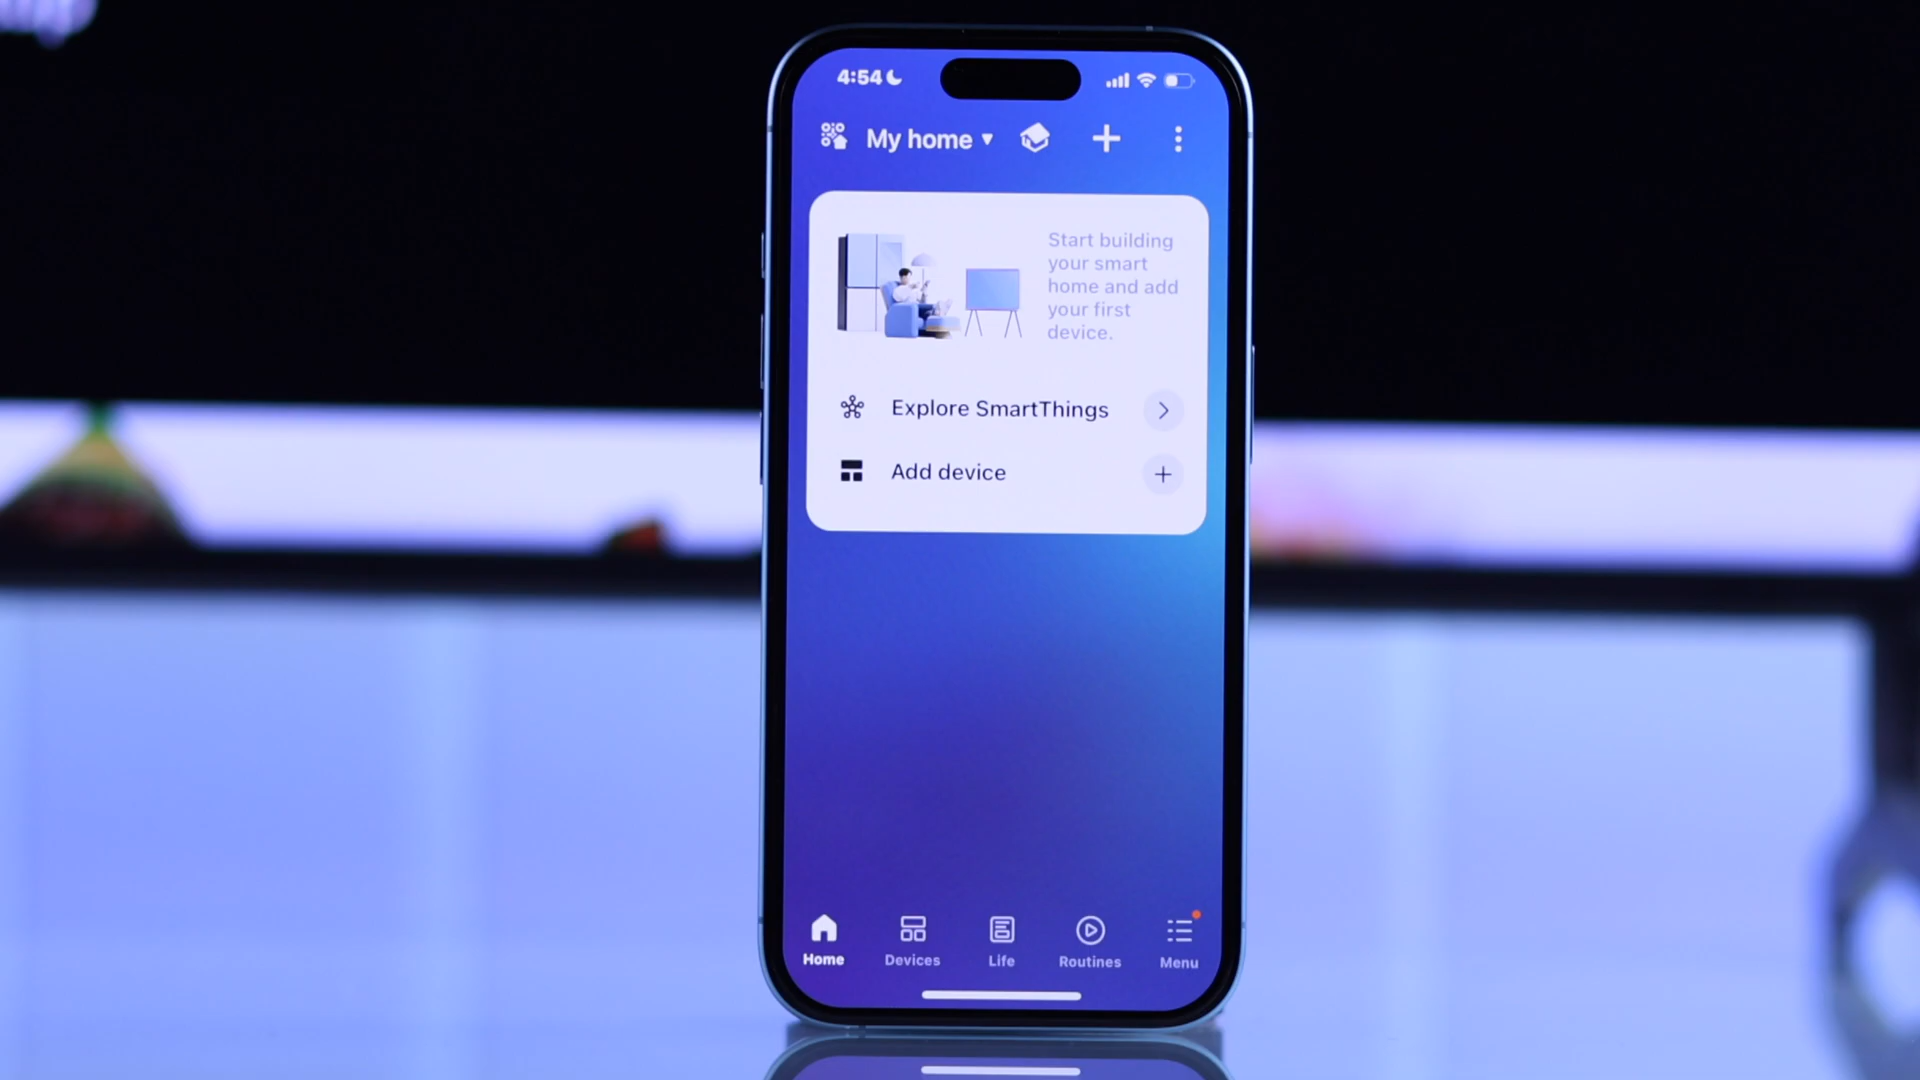 4:54
My home
Start building
your smart
home and add
your first
device.
Explore SmartThings
Add device
Home
Devices
Life
Routines
Menu